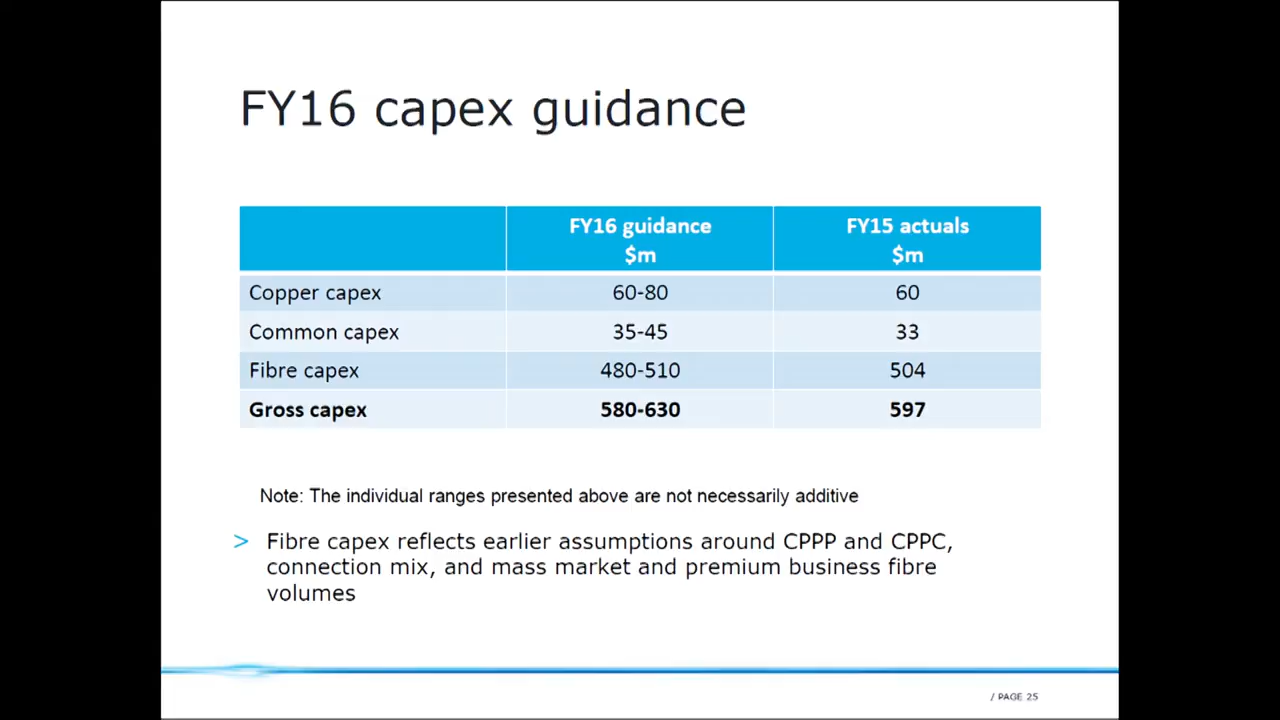 FY16 capex guidance
FY16 guidance FY15 actuals
$m $m
Copper capex 60-80 60
Common capex 35-45 33
Fibre capex 480-510 504
Gross capex 580-630 597
Note: The individual ranges presented above are not necessarily additive
> Fibre capex reflects earlier assumptions around CPPP and CPPC,
connection mix, and mass market and premium business fibre
volumes
/ PAGE 25